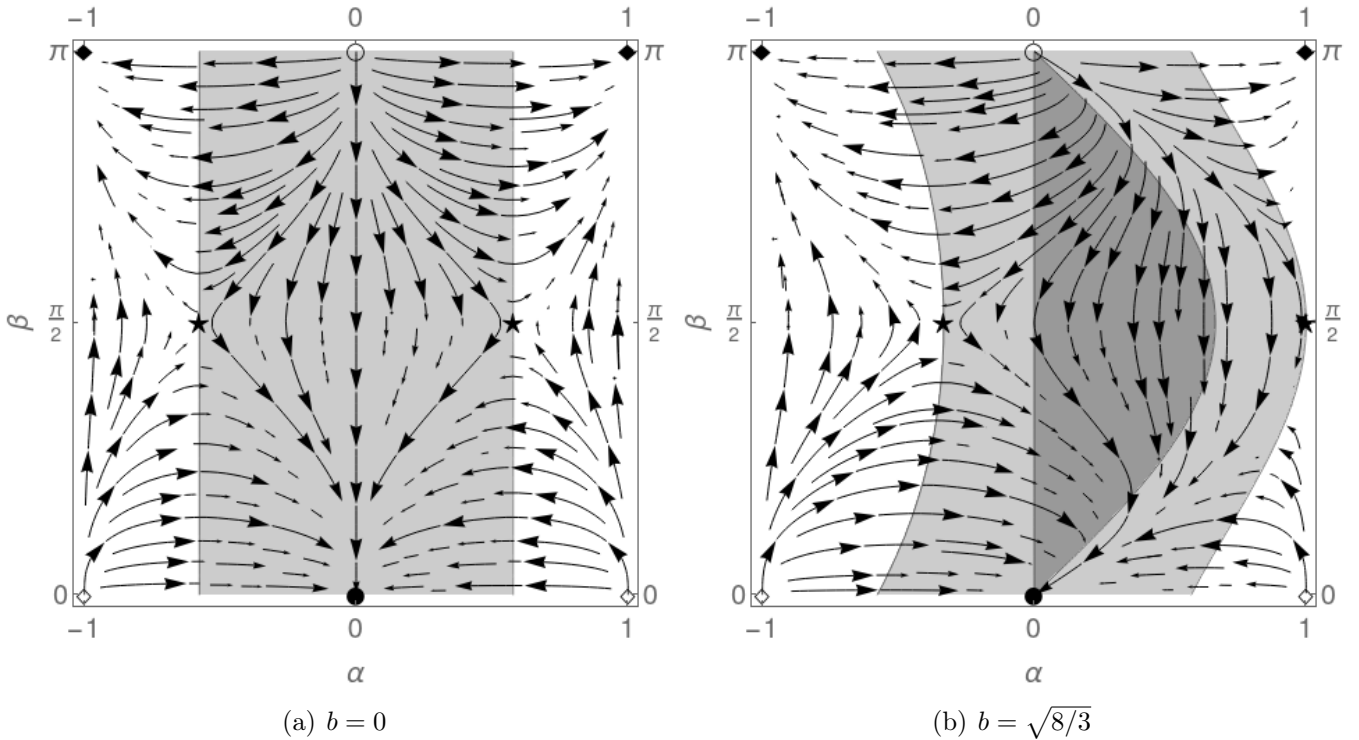 −1 0 1 −1 0 1
π π π π
β π/2 π/2 β π/2 π/2
0 0 0 0
−1 0 1 −1 0 1
α α
(a) b = 0 (b) b = √8/3